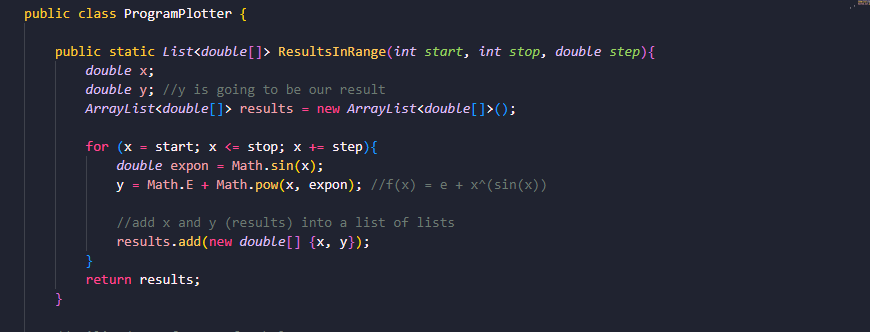 public class ProgramPlotter {
public static List<double[]> ResultsInRange(int start, int stop, double step){
double x;
double y; //y is going to be our result
ArrayList<double[]> results = new ArrayList<double[]>();
for (x = start; x <= stop; x += step){
double expon = Math.sin(x);
y = Math.E + Math.pow(x, expon); //f(x) = e + x^(sin(x))
//add x and y (results) into a list of lists
results.add(new double[] {x, y});
}
return results;
}